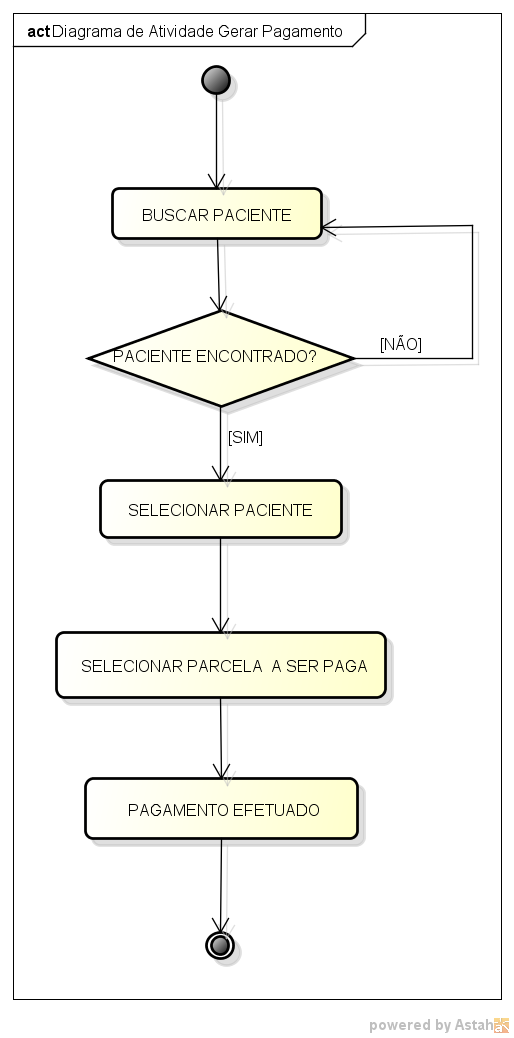 act Diagrama de Atividade Gerar Pagamento
BUSCAR PACIENTE
[NÃO]
PACIENTE ENCONTRADO?
[SIM]
SELECIONAR PACIENTE
SELECIONAR PARCELA A SER PAGA
PAGAMENTO EFETUADO
powered by Astah